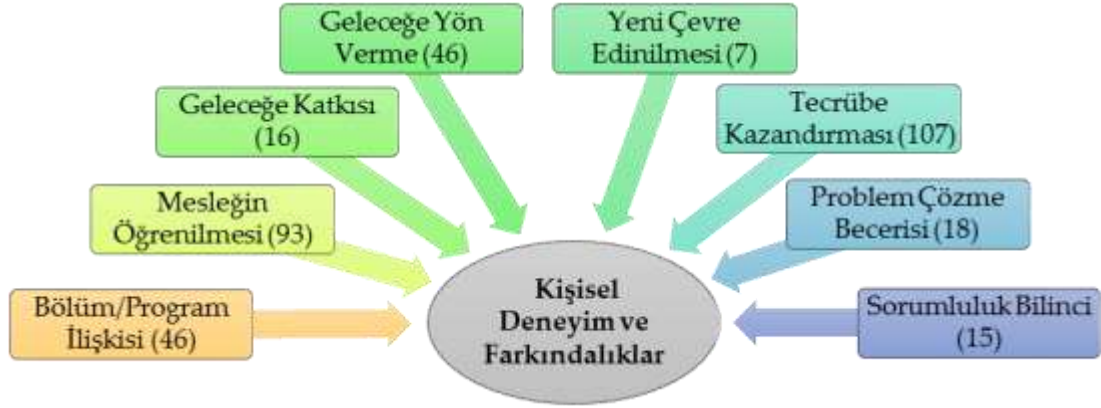 Geleceğe Yön
Verme (46)
Yeni Çevre
Edinilmesi (7)
Geleceğe Katkısı
(16)
Tecrübe
Kazandırması (107)
Mesleğin
Öğrenilmesi (93)
Problem Çözme
Becerisi (18)
Bölüm/Program
İlişkisi (46)
Kişisel
Deneyim ve
Farkındalıklar
Sorumluluk Bilinci
(15)